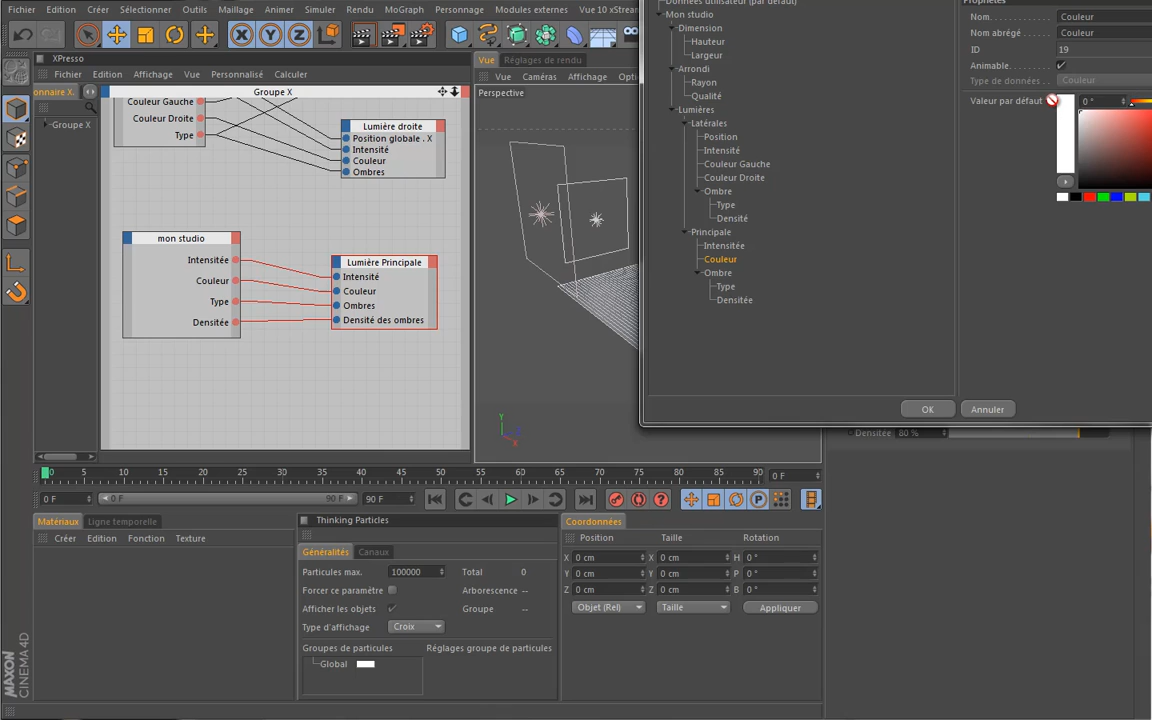 Fichier Edition Créer Sélectionner Outils Maillage Animer Simuler Rendu MoGraph Personnage Modules externes Vue 10 xStream
XPresso
Fichier Edition Affichage Vue Personnalisé Calculer
onnaire X.
Groupe X
Groupe X
Couleur Gauche
Couleur Droite
Type
Lumière droite
Position globale . X
Intensité
Couleur
Ombres
mon studio
Intensitée
Couleur
Type
Densitée
Lumière Principale
Intensité
Couleur
Ombres
Densité des ombres
Vue Réglages de rendu
Vue Caméras Affichage Opti
Perspective
Y
X
Données utilisateur (par défaut)
Mon studio
Dimension
Hauteur
Largeur
Arrondi
Rayon
Qualité
Lumières
Latérales
Position
Intensité
Couleur Gauche
Couleur Droite
Ombre
Type
Densité
Principale
Intensitée
Couleur
Ombre
Type
Densitée
Propriétés
Nom Couleur
Nom abrégé Couleur
ID 19
Animable
Type de données Couleur
Valeur par défaut 0 °
OK Annuler
Densitée 80 %
0 5 10 15 20 25 30 35 40 45 50 55 60 65 70 75 80 85 90 0 F
0 F 0 F 90 F 90 F
Matériaux Ligne temporelle
Créer Edition Fonction Texture
Thinking Particles
Généralités Canaux
Particules max. 100000 Total 0
Forcer ce paramétre Arborescence --
Afficher les objets Groupe --
Type d'affichage Croix
Groupes de particules Réglages groupe de particules
Global
Coordonnées
Position Taille Rotation
X 0 cm X 0 cm H 0 °
Y 0 cm Y 0 cm P 0 °
Z 0 cm Z 0 cm B 0 °
Objet (Rel) Taille Appliquer
MAXON
CINEMA 4D